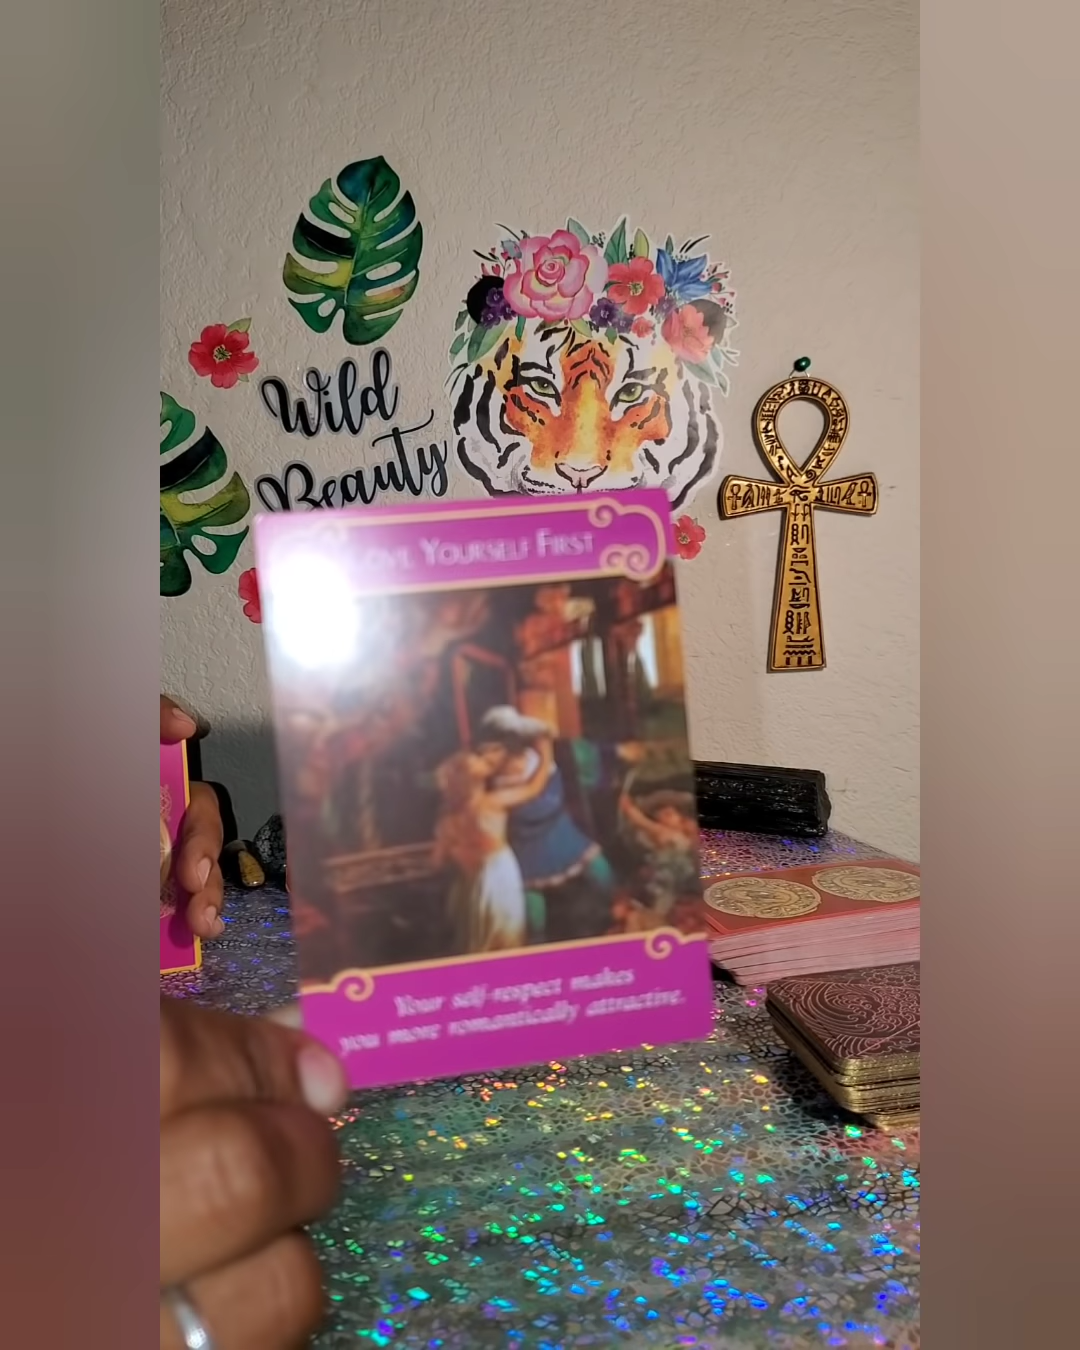 Wild
Beauty
Love Yourself First
Your self-respect makes
you more romantically attractive.